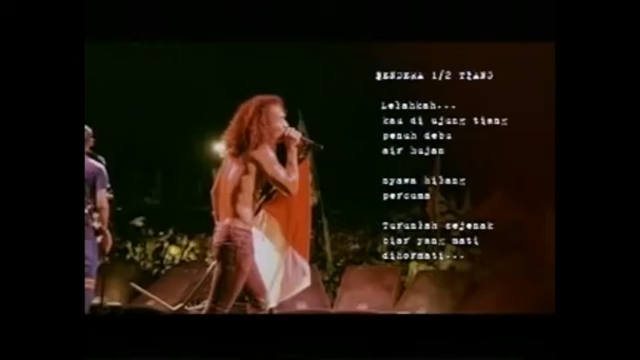 BENDERA 1/2 TIANG
Lelahkah...
kau di ujung tiang
penuh debu
air hujan
nyawa hilang
percuma
Turunlah sejenak
biar yang mati
dihormati...